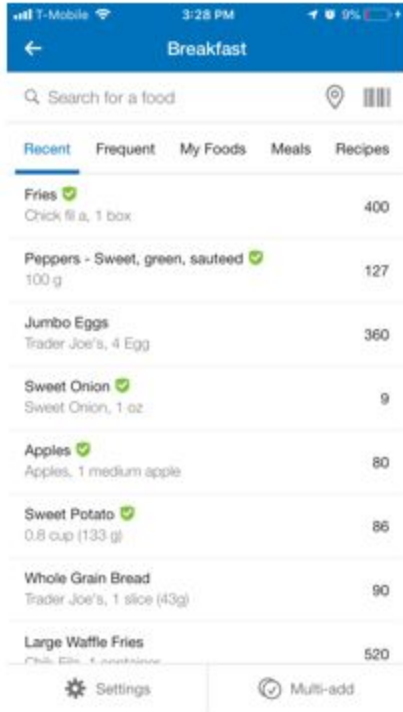 T-Mobile 3:28 PM 9%
Breakfast
Search for a food
Recent Frequent My Foods Meals Recipes
Fries
Chick fil a, 1 box
400
Peppers - Sweet, green, sauteed
100 g
127
Jumbo Eggs
Trader Joe's, 4 Egg
360
Sweet Onion
Sweet Onion, 1 oz
9
Apples
Apples, 1 medium apple
80
Sweet Potato
0.8 cup (133 g)
86
Whole Grain Bread
Trader Joe's, 1 slice (43g)
90
Large Waffle Fries
1 container
520
Settings Multi-add